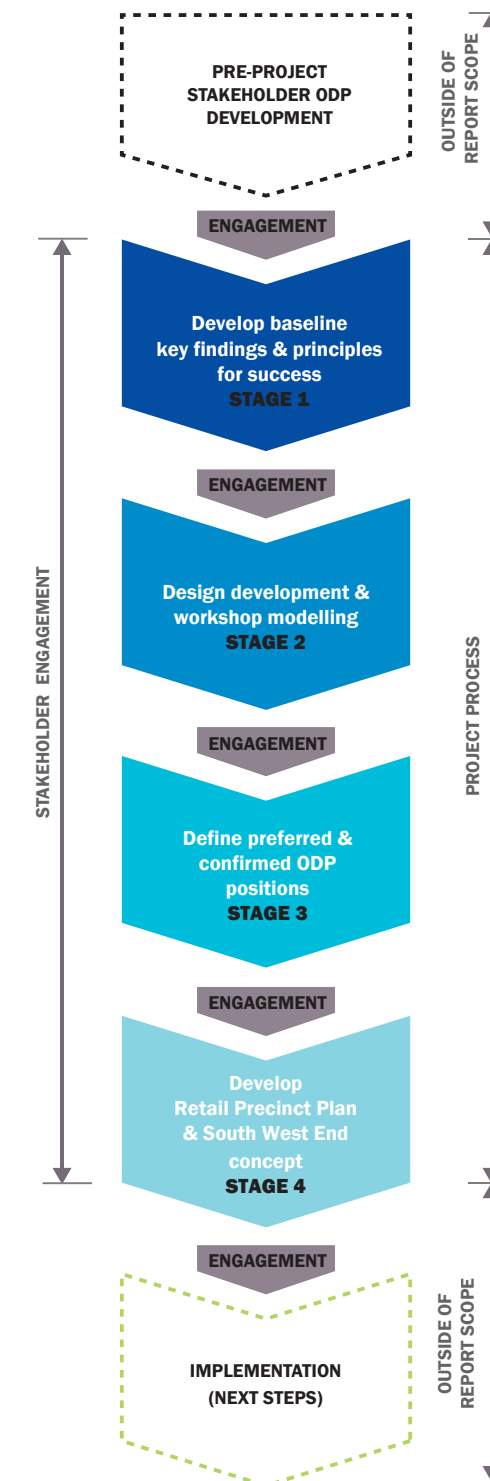 PRE-PROJECT
STAKEHOLDER ODP
DEVELOPMENT
OUTSIDE OF
REPORT SCOPE
ENGAGEMENT
Develop baseline
key findings & principles
for success
STAGE 1
ENGAGEMENT
Design development &
workshop modelling
STAGE 2
STAKEHOLDER ENGAGEMENT
PROJECT PROCESS
ENGAGEMENT
Define preferred &
confirmed ODP
positions
STAGE 3
ENGAGEMENT
Develop
Retail Precinct Plan
& South West End
concept
STAGE 4
ENGAGEMENT
IMPLEMENTATION
(NEXT STEPS)
OUTSIDE OF
REPORT SCOPE